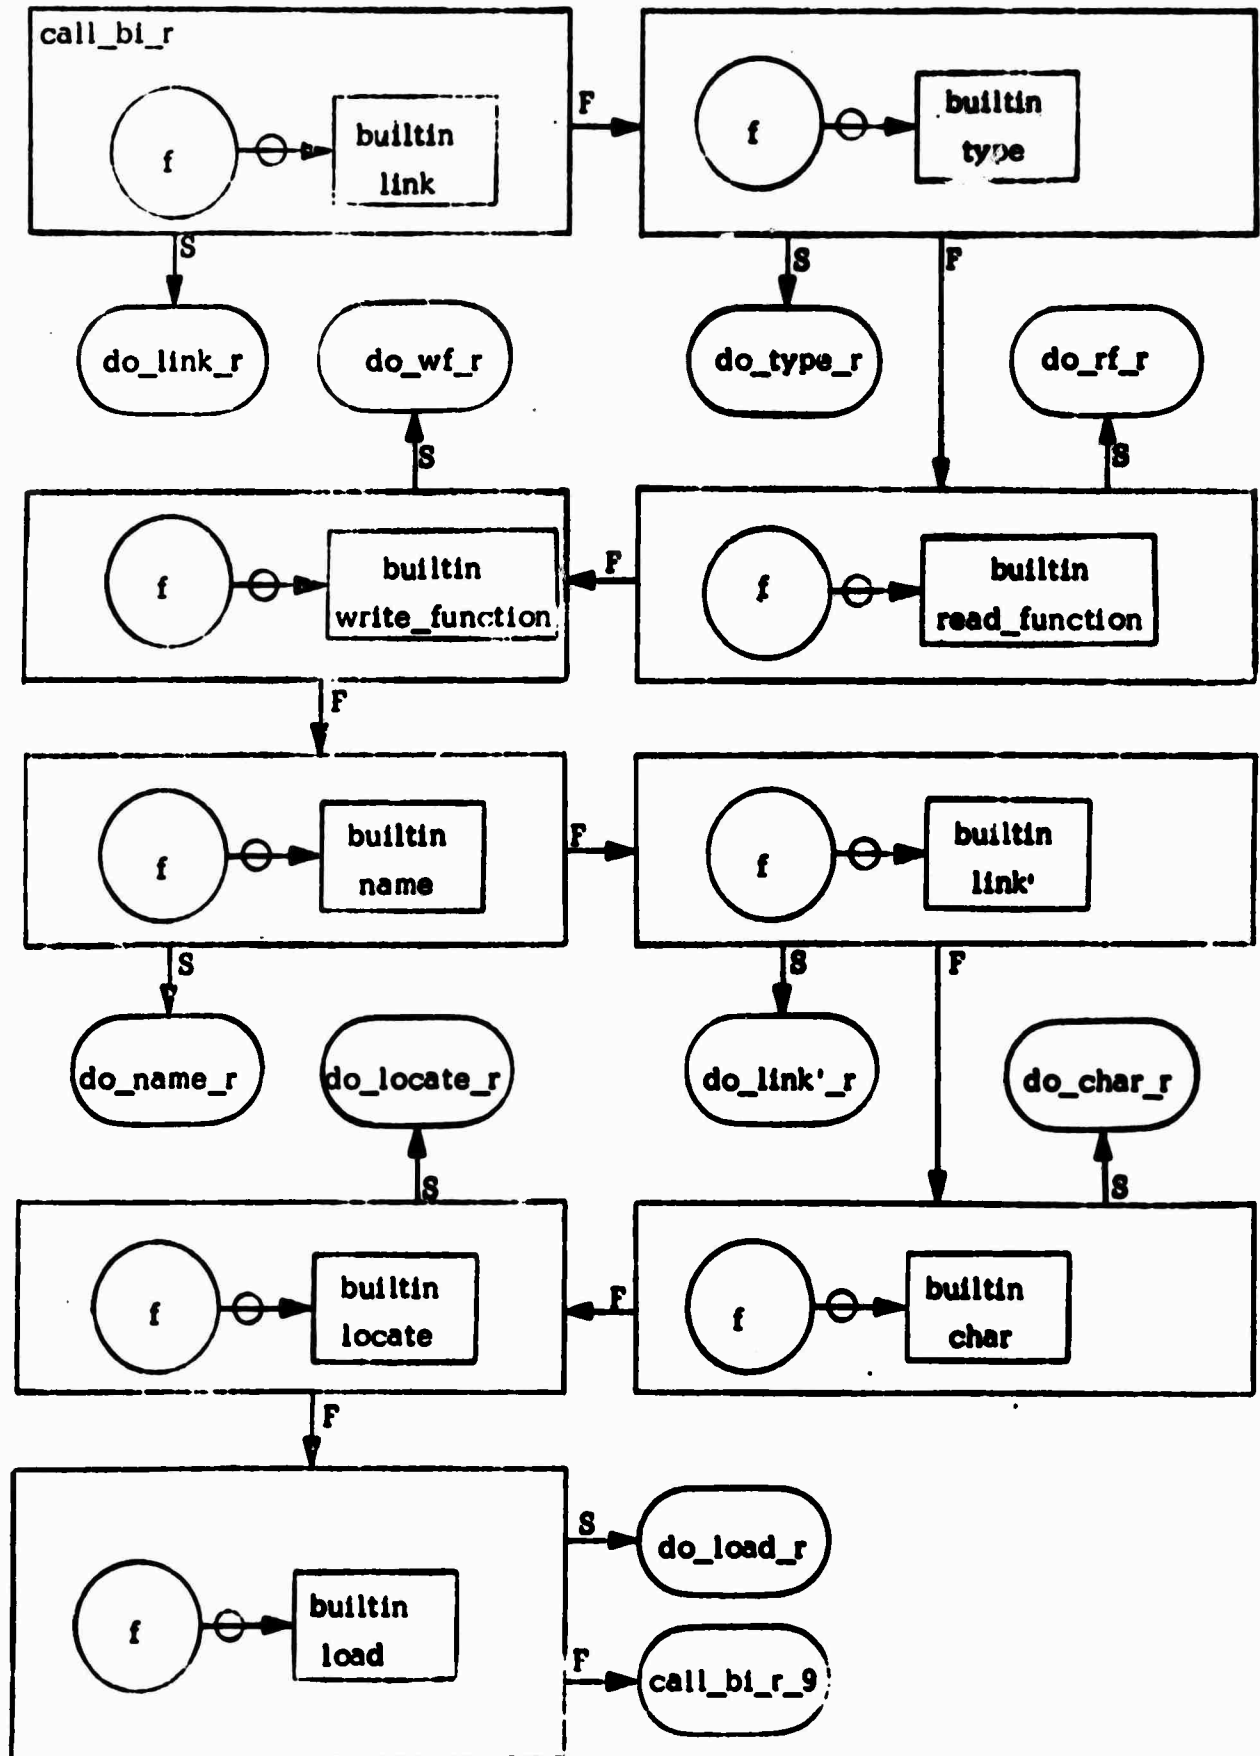 call_bi_r
f
builtin
link
F
f
builtin
type
S
S
F
do_link_r
do_wf_r
do_type_r
do_rf_r
S
S
f
builtin
write_function
F
f
builtin
read_function
F
f
builtin
name
F
f
builtin
link'
S
S
F
do_name_r
do_locate_r
do_link'_r
do_char_r
S
S
f
builtin
locate
F
f
builtin
char
F
S
do_load_r
f
builtin
load
F
call_bi_r_9